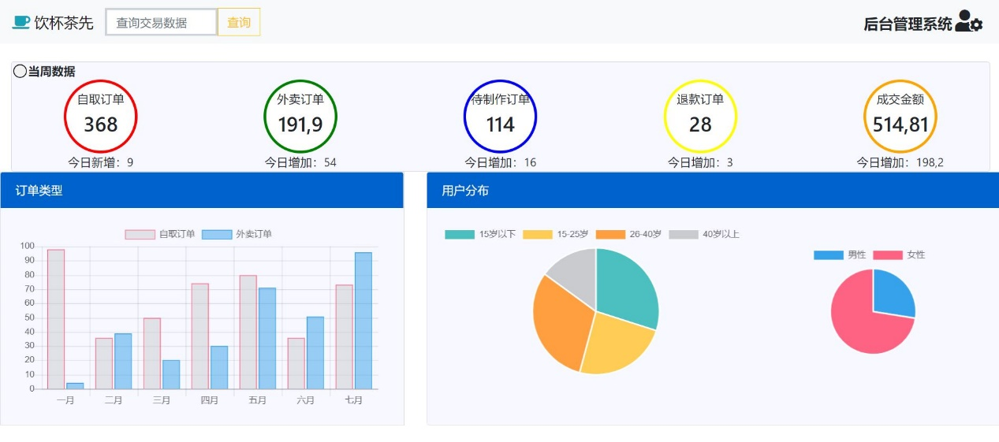 饮杯茶先
查询交易数据
查询
后台管理系统
当周数据
自取订单
368
今日新增：9
外卖订单
191,9
今日增加：54
待制作订单
114
今日增加：16
退款订单
28
今日增加：3
成交金额
514,81
今日增加：198,2
订单类型
自取订单 外卖订单
100
90
80
70
60
50
40
30
20
10
0
一月 二月 三月 四月 五月 六月 七月
用户分布
15岁以下 15-25岁 26-40岁 40岁以上
男性 女性